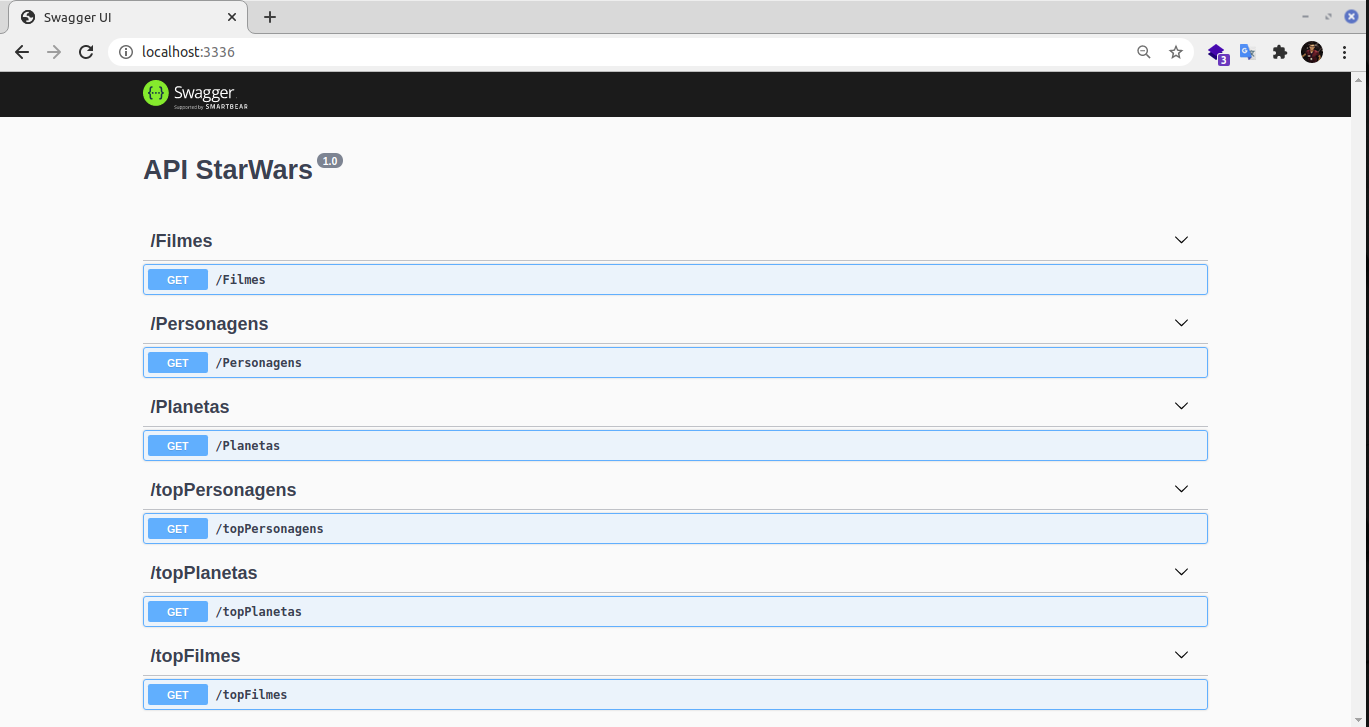 Swagger UI
localhost:3336
3
Swagger
Supported by SMARTBEAR
API StarWars 1.0
/Filmes
GET /Filmes
/Personagens
GET /Personagens
/Planetas
GET /Planetas
/topPersonagens
GET /topPersonagens
/topPlanetas
GET /topPlanetas
/topFilmes
GET /topFilmes